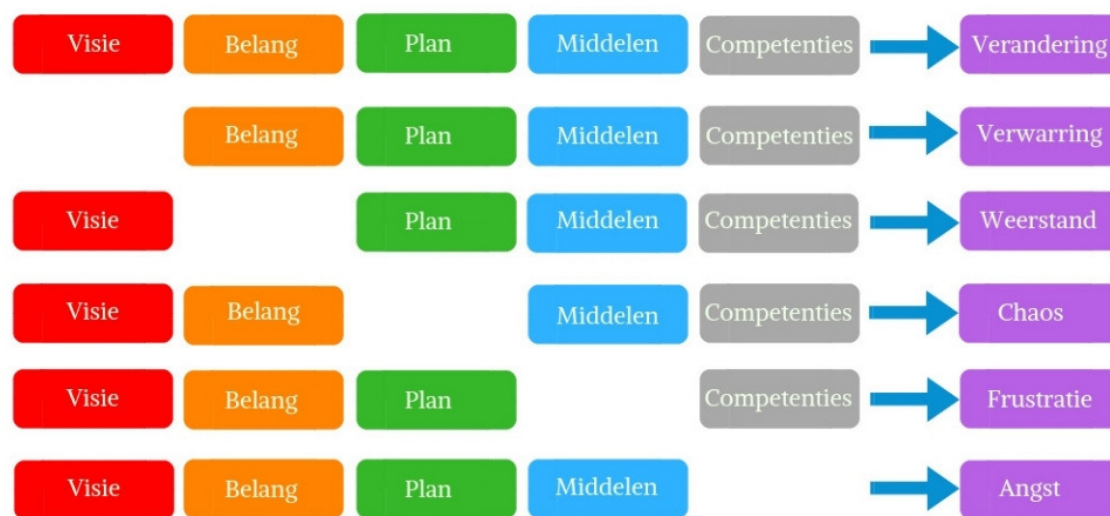 Visie Belang Plan Middelen Competenties Verandering
Belang Plan Middelen Competenties Verwarring
Visie Plan Middelen Competenties Weerstand
Visie Belang Middelen Competenties Chaos
Visie Belang Plan Competenties Frustratie
Visie Belang Plan Middelen Angst